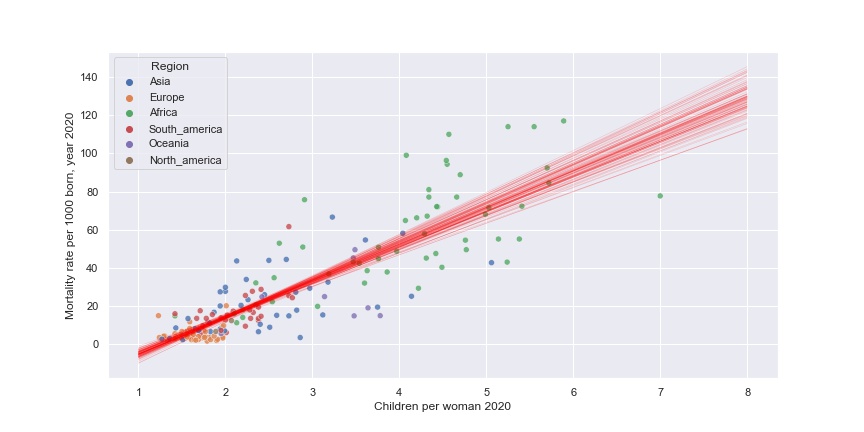 Region
Asia
Europe
Africa
South_america
Oceania
North_america
140
120
100
80
60
40
20
0
Mortality rate per 1000 born, year 2020
1 2 3 4 5 6 7 8
Children per woman 2020